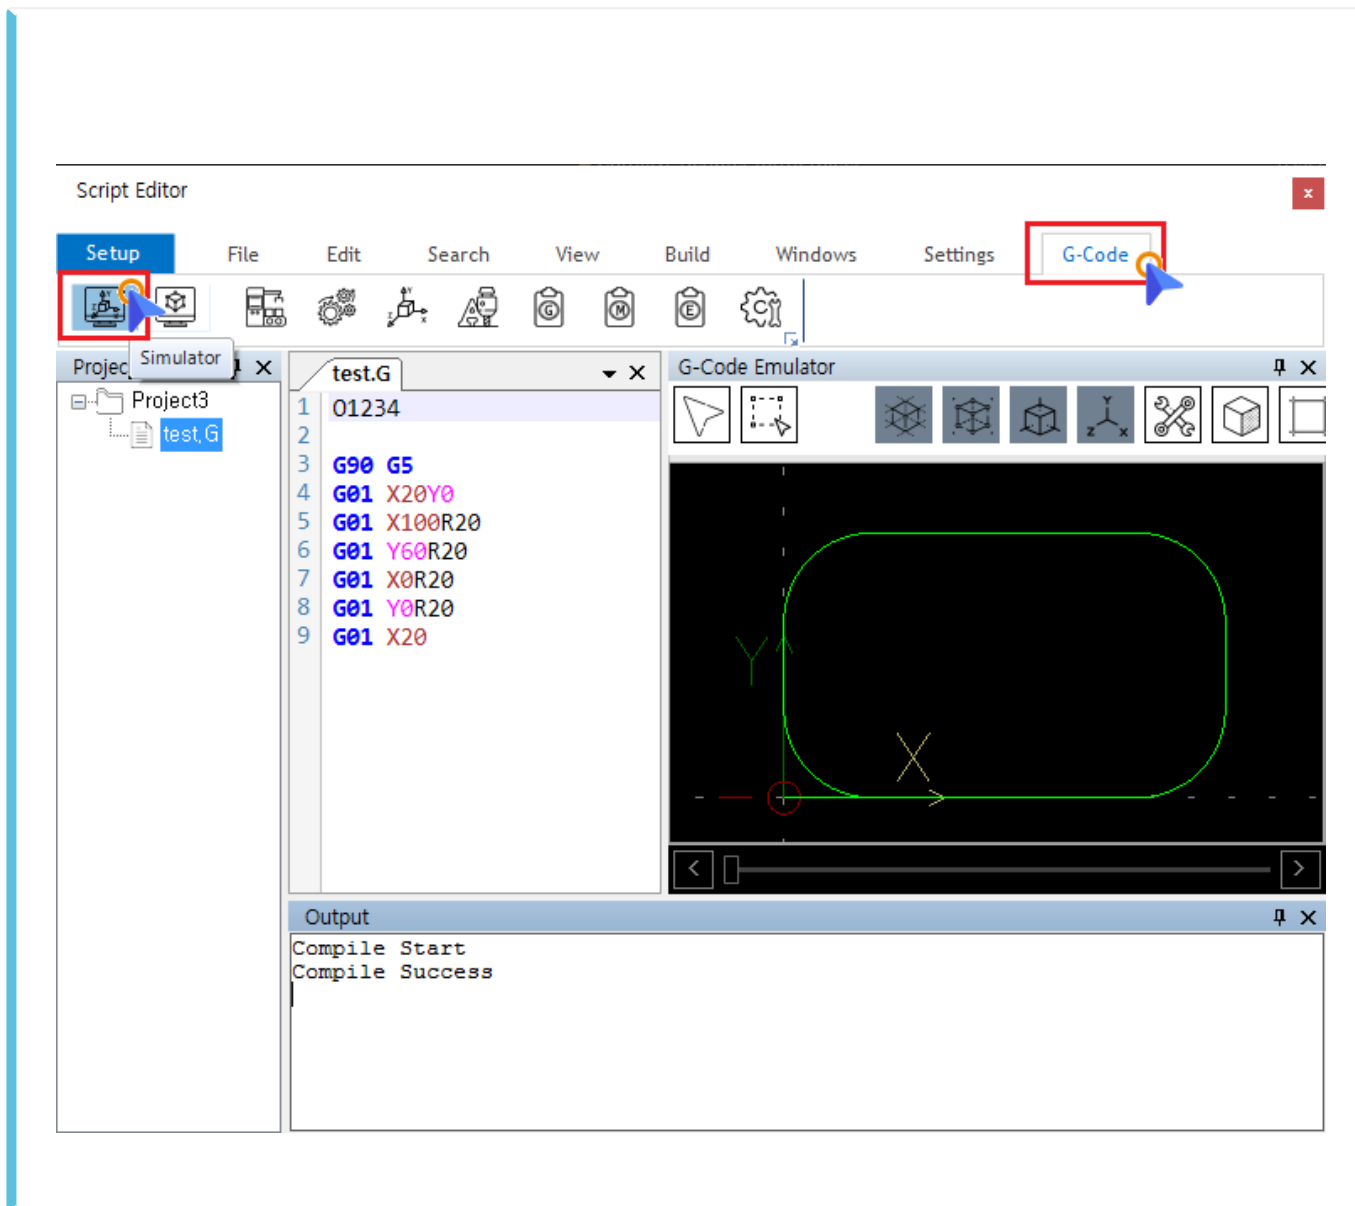 Script Editor
x
Setup File Edit Search View Build Windows Settings G-Code
Simulator
test.G
G-Code Emulator
Project3
test.G
1 O1234
2
3 G90 G5
4 G01 X20Y0
5 G01 X100R20
6 G01 Y60R20
7 G01 X0R20
8 G01 Y0R20
9 G01 X20
Y
X
Output
Compile Start
Compile Success